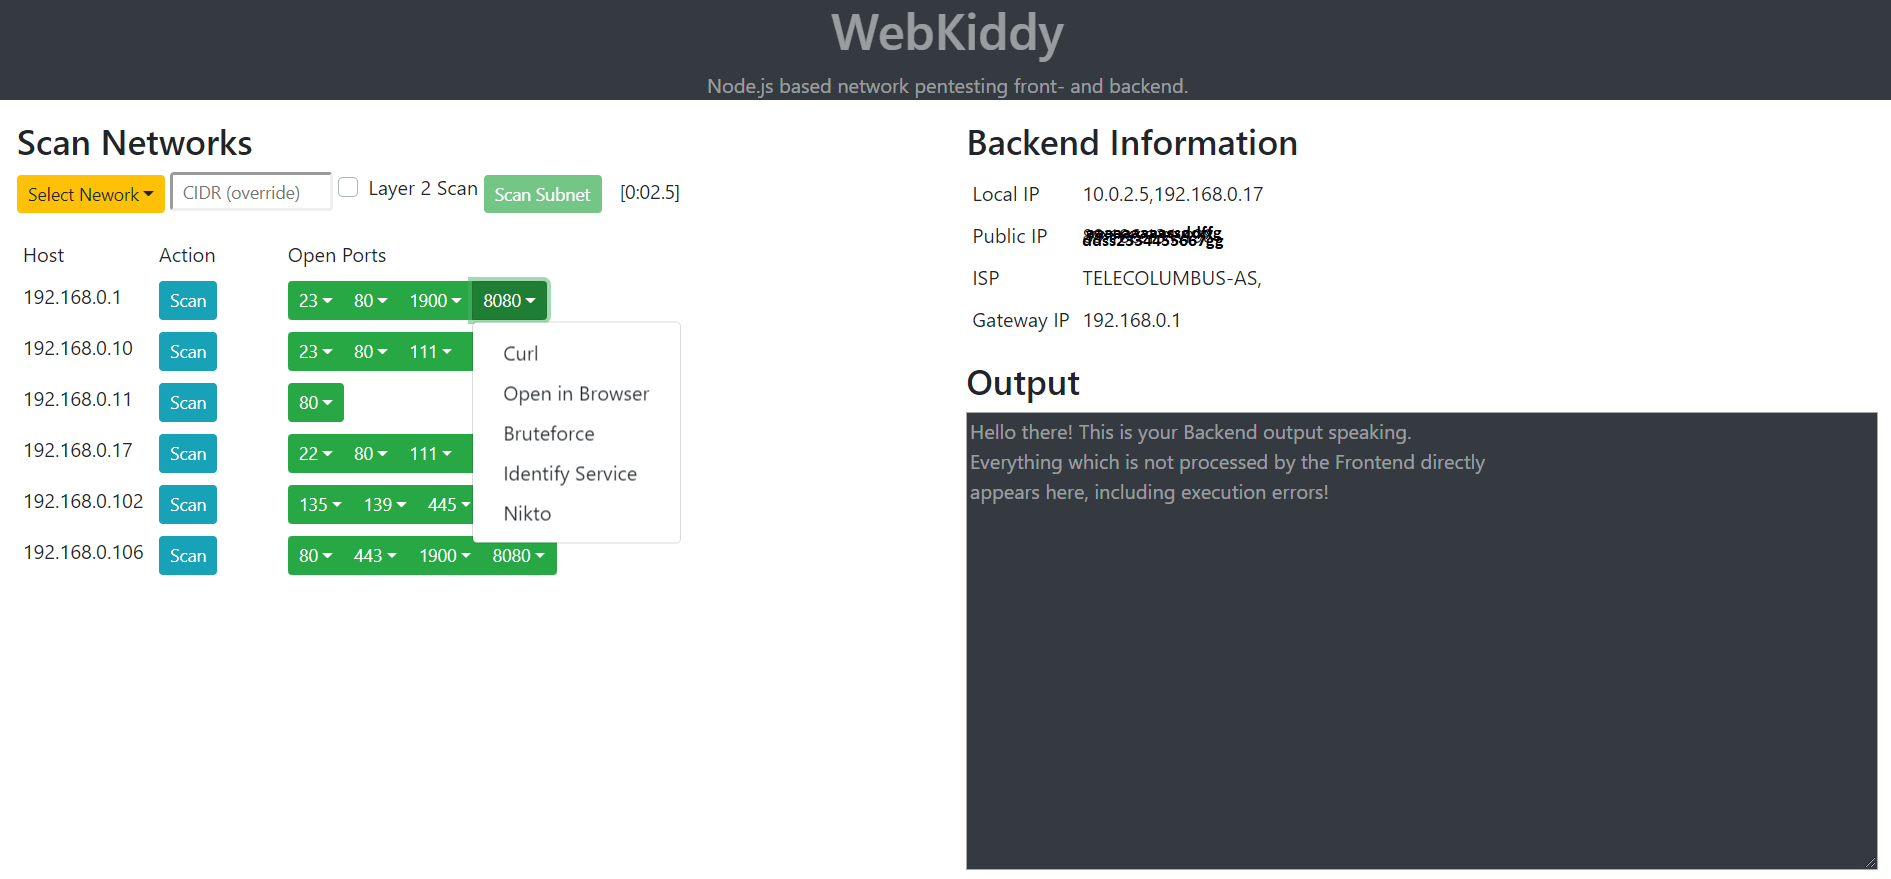 WebKiddy
Node.js based network pentesting front- and backend.
Scan Networks
Select Nework CIDR (override) Layer 2 Scan Scan Subnet [0:02.5]
Host Action Open Ports
192.168.0.1 Scan 23 80 1900 8080
192.168.0.10 Scan 23 80 111
192.168.0.11 Scan 80
192.168.0.17 Scan 22 80 111
192.168.0.102 Scan 135 139 445
192.168.0.106 Scan 80 443 1900 8080
Curl
Open in Browser
Bruteforce
Identify Service
Nikto
Backend Information
Local IP 10.0.2.5,192.168.0.17
Public IP
ISP TELECOLUMBUS-AS,
Gateway IP 192.168.0.1
Output
Hello there! This is your Backend output speaking.
Everything which is not processed by the Frontend directly
appears here, including execution errors!